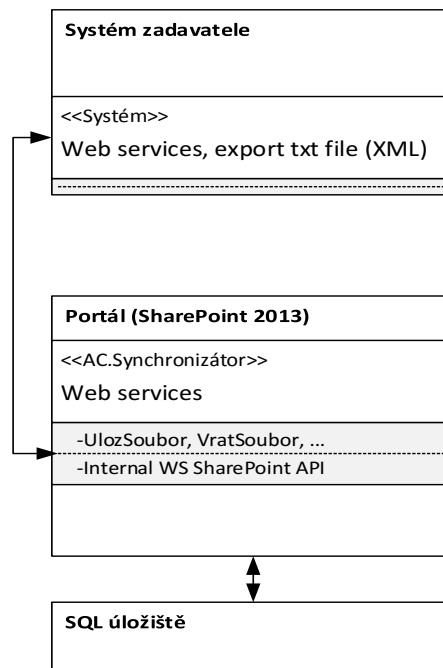 Systém zadavatele
<<Systém>>
Web services, export txt file (XML)
Portál (SharePoint 2013)
<<AC.Synchronizátor>>
Web services
-UlozSoubor, VratSoubor, ...
-Internal WS SharePoint API
SQL úložiště